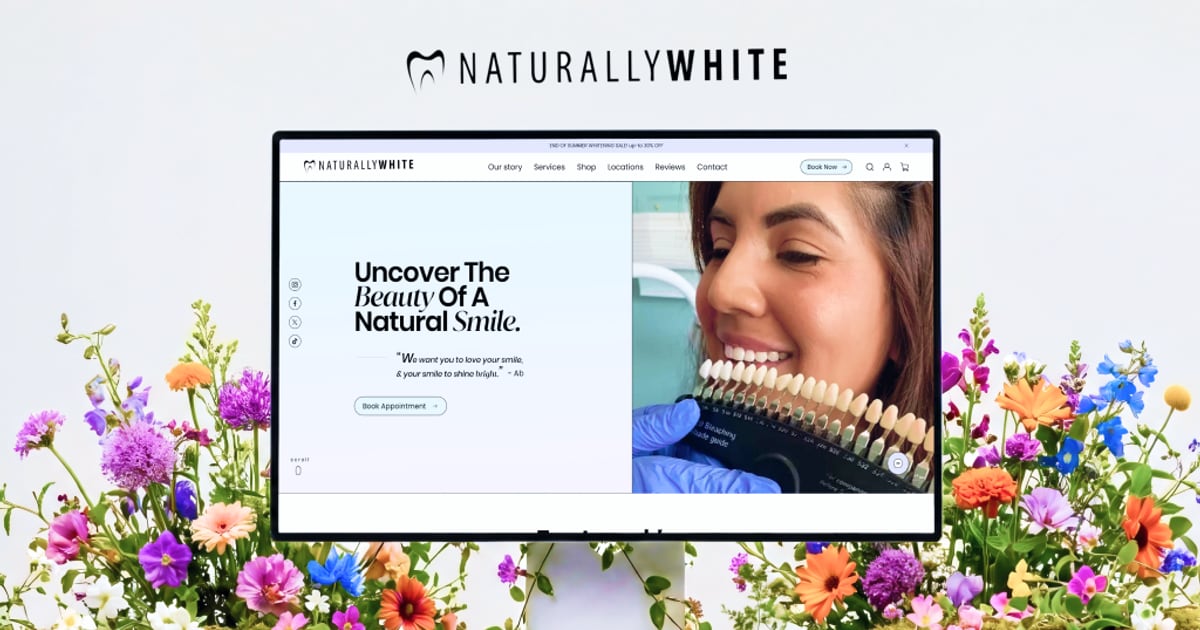 NATURALLYWHITE
END OF SUMMER WHITENING SALE! up-to 30% OFF
NATURALLYWHITE
Our story Services Shop Locations Reviews Contact
Book Now
Uncover The
Beauty Of A
Natural Smile.
"We want you to love your smile,
& your smile to shine bright." - Ab
Book Appointment
scroll
Bleaching
guide